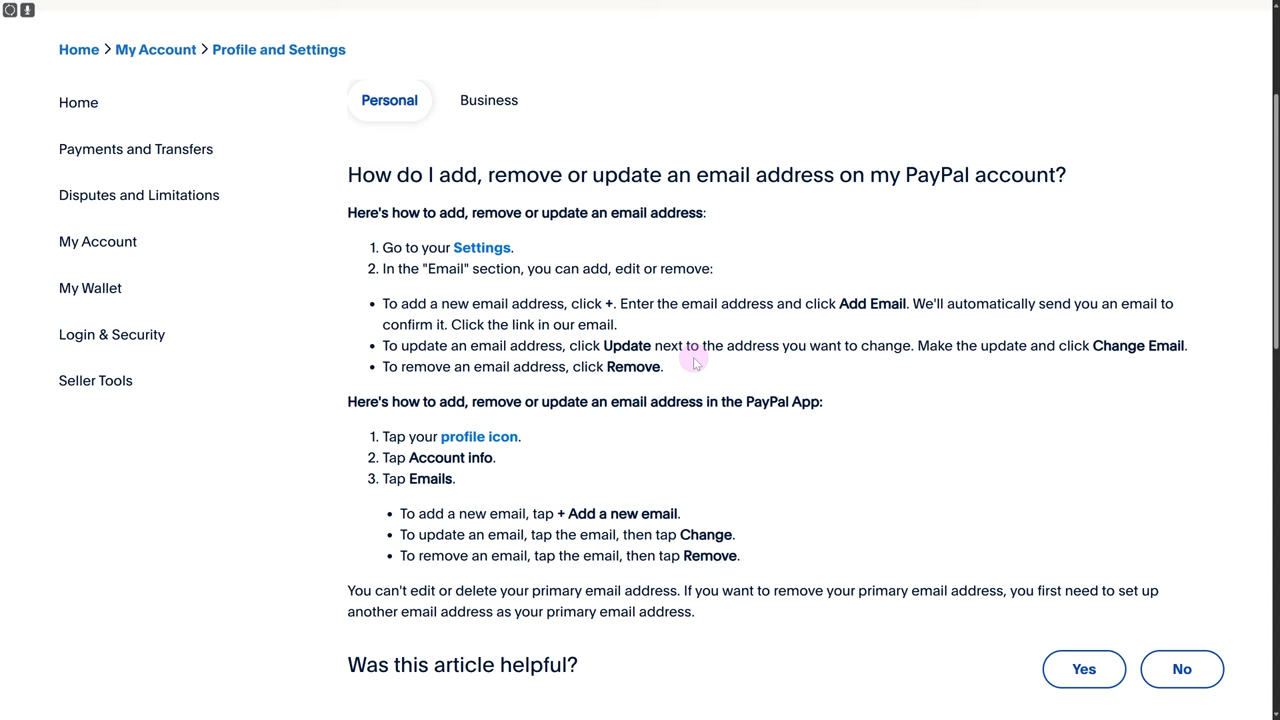 Home > My Account > Profile and Settings
Personal Business
Home
Payments and Transfers
Disputes and Limitations
My Account
My Wallet
Login & Security
Seller Tools
How do I add, remove or update an email address on my PayPal account?
Here's how to add, remove or update an email address:
1. Go to your Settings.
2. In the "Email" section, you can add, edit or remove:
• To add a new email address, click +. Enter the email address and click Add Email. We'll automatically send you an email to
confirm it. Click the link in our email.
• To update an email address, click Update next to the address you want to change. Make the update and click Change Email.
• To remove an email address, click Remove.
Here's how to add, remove or update an email address in the PayPal App:
1. Tap your profile icon.
2. Tap Account info.
3. Tap Emails.
• To add a new email, tap + Add a new email.
• To update an email, tap the email, then tap Change.
• To remove an email, tap the email, then tap Remove.
You can't edit or delete your primary email address. If you want to remove your primary email address, you first need to set up
another email address as your primary email address.
Was this article helpful?
Yes No